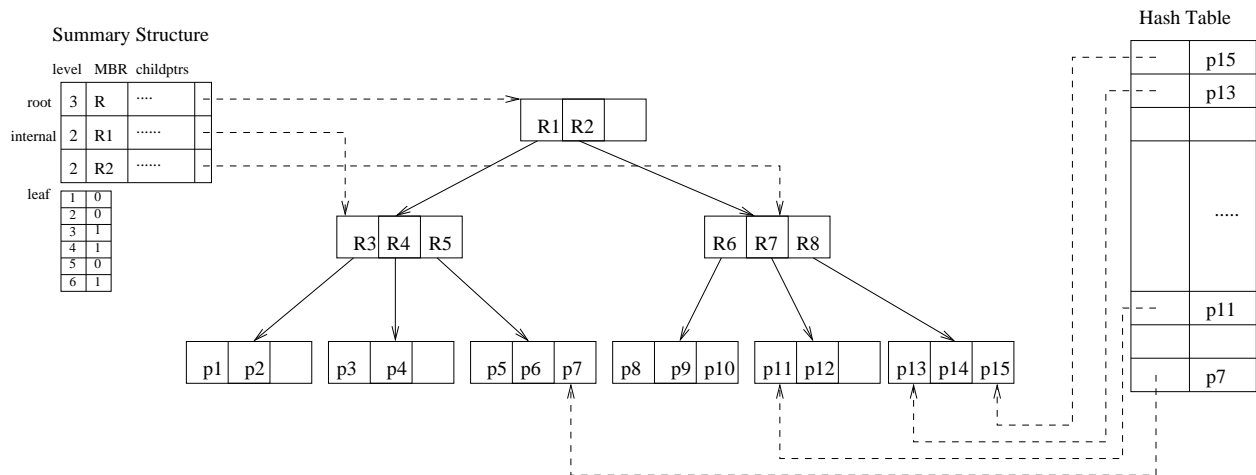 Hash Table
Summary Structure
level MBR childptrs
root 3 R ....
internal 2 R1 ......
2 R2 ......
leaf
1 0
2 0
3 1
4 1
5 0
6 1
R1 R2
R3 R4 R5
R6 R7 R8
p1 p2
p3 p4
p5 p6 p7
p8 p9 p10
p11 p12
p13 p14 p15
p15
p13
.....
p11
p7